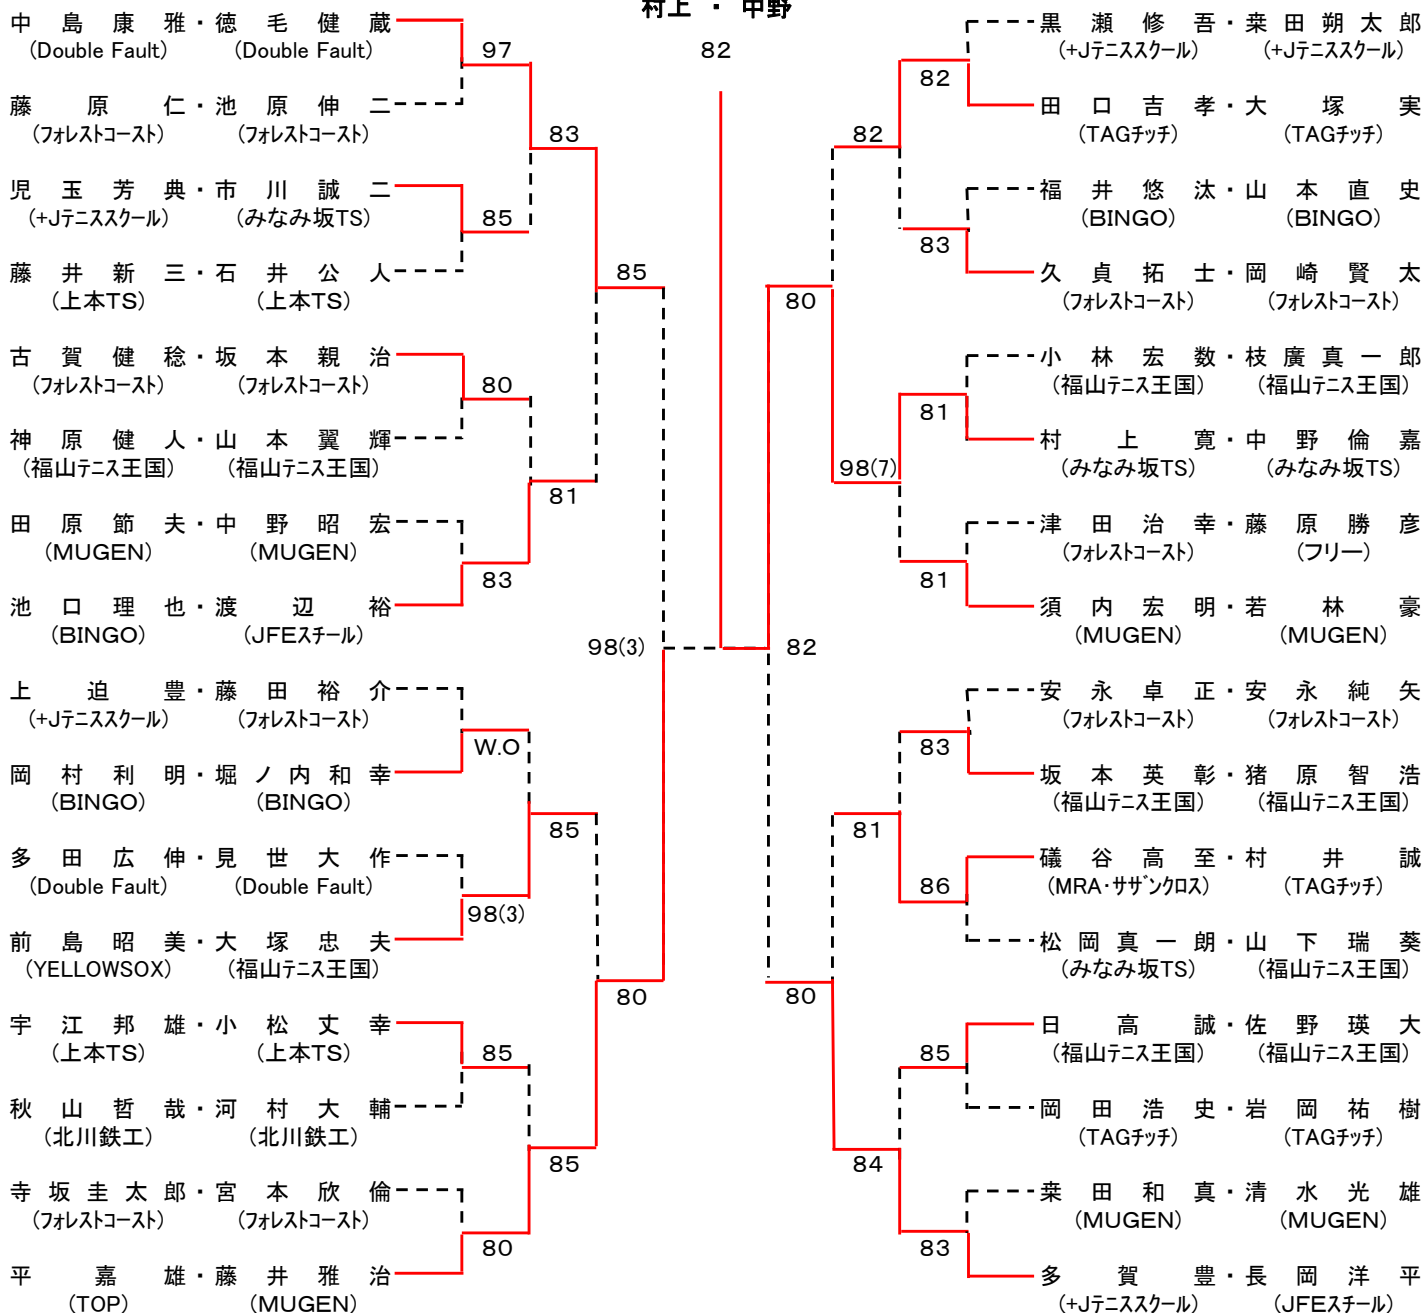 村上 ・ 中野
82
中島康雅・徳毛健蔵
(Double Fault) (Double Fault)
97
藤原仁・池原伸二
(フォレストコースト) (フォレストコースト)
83
児玉芳典・市川誠二
(+Jテニススクール) (みなみ坂TS)
85
藤井新三・石井公人
(上本TS) (上本TS)
85
古賀健稔・坂本親治
(フォレストコースト) (フォレストコースト)
80
神原健人・山本翼輝
(福山テニス王国) (福山テニス王国)
81
田原節夫・中野昭宏
(MUGEN) (MUGEN)
83
池口理也・渡辺裕
(BINGO) (JFEスチール)
98(3)
上迫豊・藤田裕介
(+Jテニススクール) (フォレストコースト)
W.O
岡村利明・堀ノ内和幸
(BINGO) (BINGO)
85
多田広伸・見世大作
(Double Fault) (Double Fault)
98(3)
前島昭美・大塚忠夫
(YELLOWSOX) (福山テニス王国)
80
宇江邦雄・小松丈幸
(上本TS) (上本TS)
85
秋山哲哉・河村大輔
(北川鉄工) (北川鉄工)
85
寺坂圭太郎・宮本欣倫
(フォレストコースト) (フォレストコースト)
80
平嘉雄・藤井雅治
(TOP) (MUGEN)
黒瀬修吾・桒田朔太郎
(+Jテニススクール) (+Jテニススクール)
82
田口吉孝・大塚実
(TAGチッチ) (TAGチッチ)
82
福井悠汰・山本直史
(BINGO) (BINGO)
83
久貞拓士・岡崎賢太
(フォレストコースト) (フォレストコースト)
80
小林宏数・枝廣真一郎
(福山テニス王国) (福山テニス王国)
81
村上寛・中野倫嘉
(みなみ坂TS) (みなみ坂TS)
98(7)
津田治幸・藤原勝彦
(フォレストコースト) (フリー)
81
須内宏明・若林豪
(MUGEN) (MUGEN)
82
安永卓正・安永純矢
(フォレストコースト) (フォレストコースト)
83
坂本英彰・猪原智浩
(福山テニス王国) (福山テニス王国)
81
礒谷高至・村井誠
(MRA・サザンクロス) (TAGチッチ)
86
松岡真一朗・山下瑞葵
(みなみ坂TS) (福山テニス王国)
80
日高誠・佐野瑛大
(福山テニス王国) (福山テニス王国)
85
岡田浩史・岩岡祐樹
(TAGチッチ) (TAGチッチ)
84
桒田和真・清水光雄
(MUGEN) (MUGEN)
83
多賀豊・長岡洋平
(+Jテニススクール) (JFEスチール)